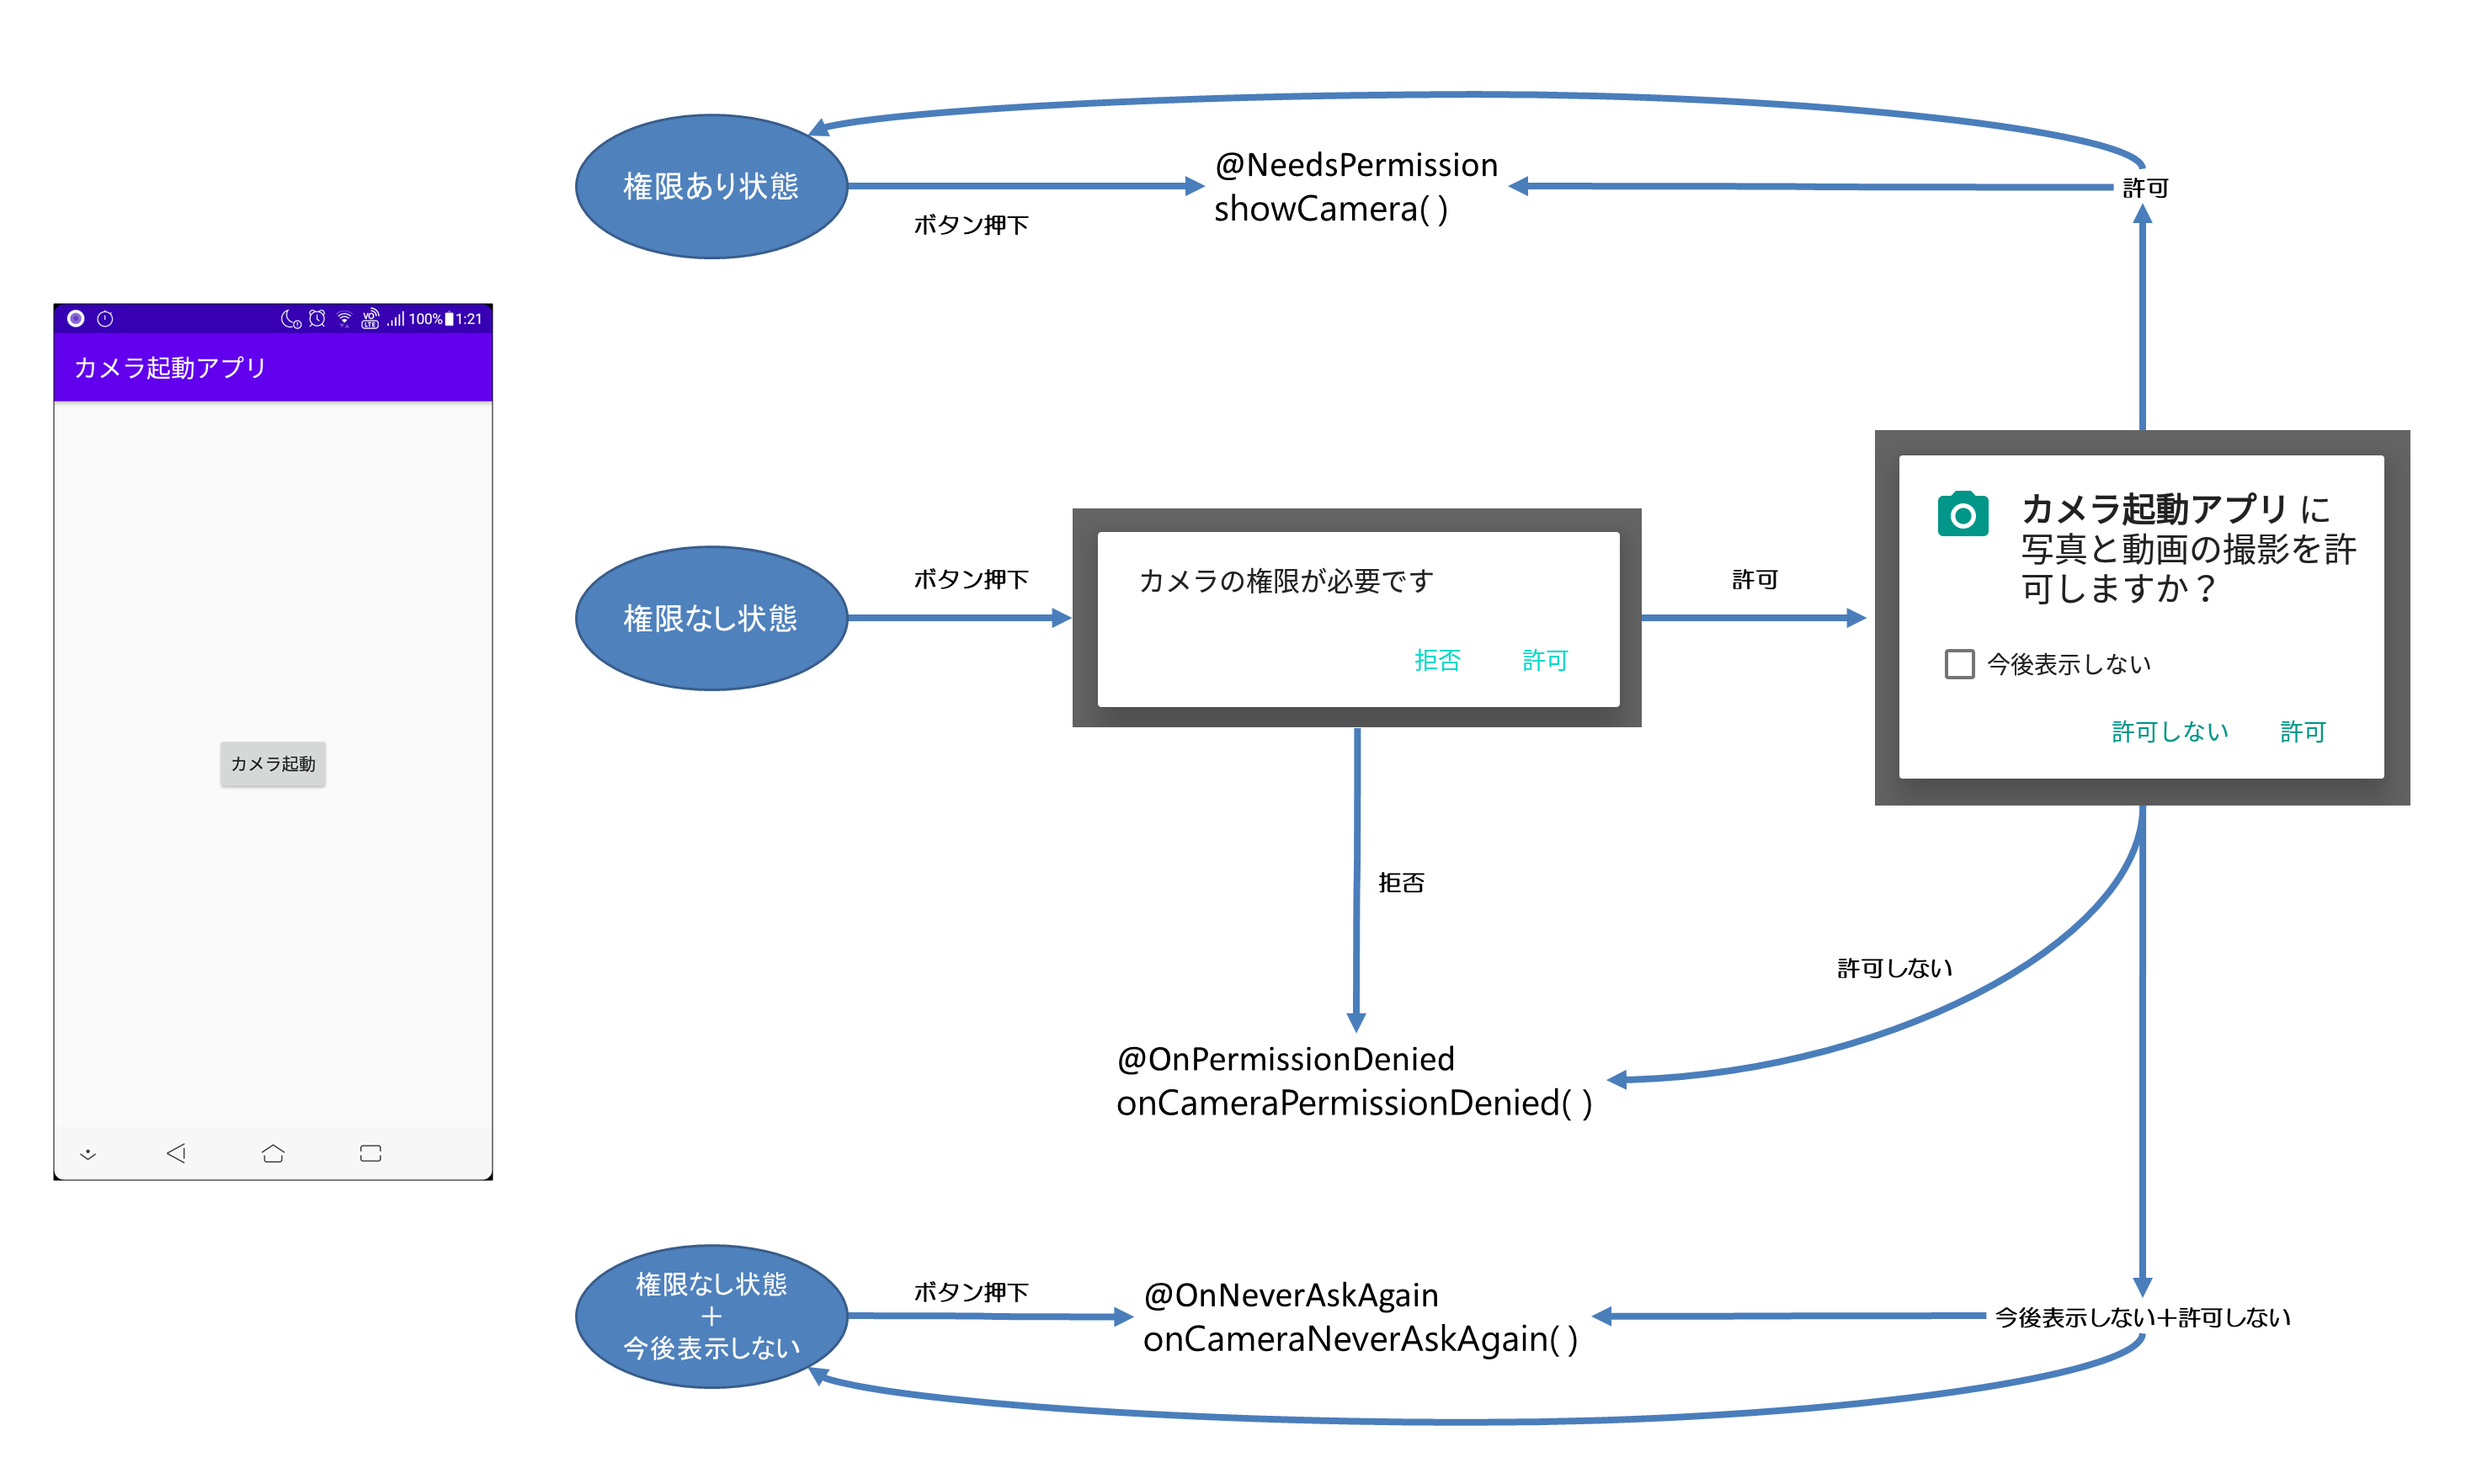 100% 1:21
カメラ起動アプリ
カメラ起動
権限あり状態
ボタン押下
@NeedsPermission
showCamera( )
許可
権限なし状態
ボタン押下
カメラの権限が必要です
拒否 許可
許可
カメラ起動アプリ に
写真と動画の撮影を許
可しますか？
今後表示しない
許可しない 許可
拒否
許可しない
@OnPermissionDenied
onCameraPermissionDenied( )
権限なし状態
＋
今後表示しない
ボタン押下
@OnNeverAskAgain
onCameraNeverAskAgain( )
今後表示しない＋許可しない